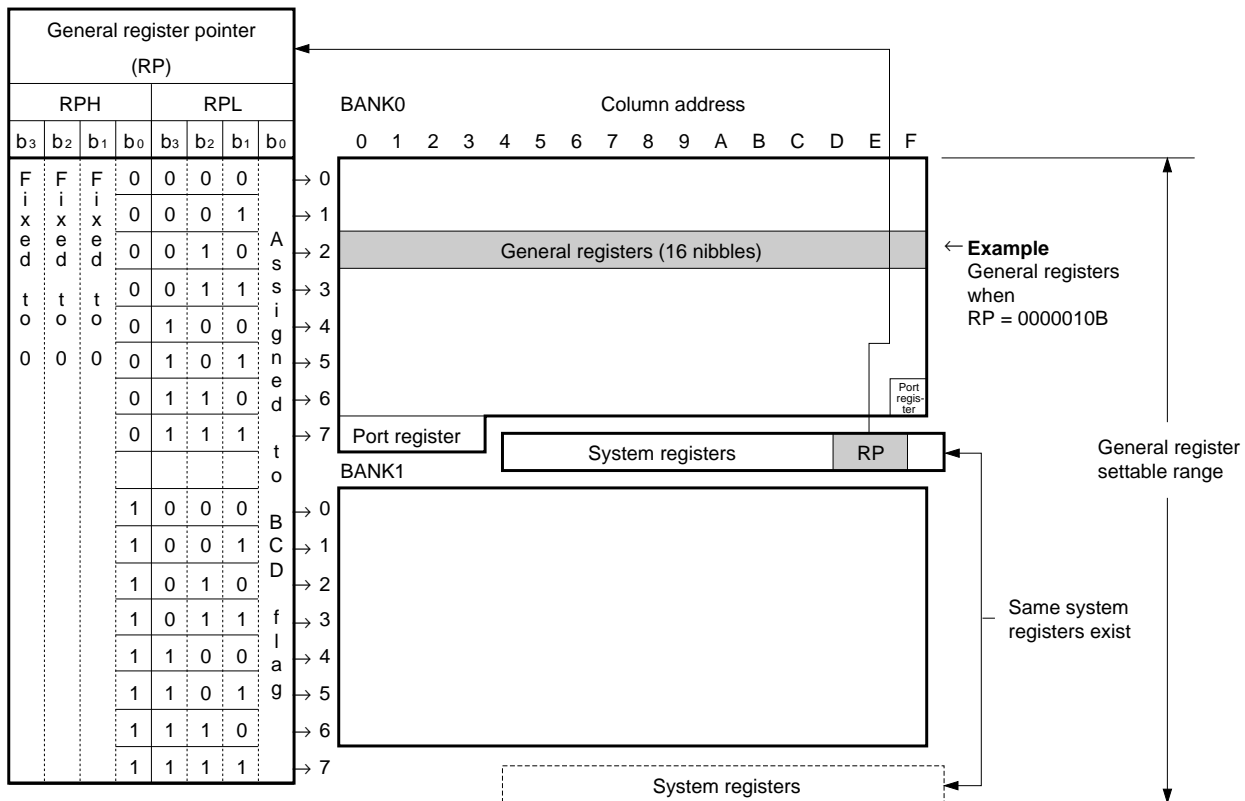 General register pointer
(RP)
RPH RPL
b3 b2 b1 b0 b3 b2 b1 b0
Fixed to 0
Fixed to 0
Fixed to 0
Assigned to BCD flag
BANK0 Column address
0 1 2 3 4 5 6 7 8 9 A B C D E F
0 0 0 0 → 0
0 0 0 1 → 1
0 0 1 0 → 2
General registers (16 nibbles)
← Example
General registers
when
RP = 0000010B
0 0 1 1 → 3
0 1 0 0 → 4
0 1 0 1 → 5
0 1 1 0 → 6
Port
regis-
ter
0 1 1 1 → 7
Port register
System registers RP
General register
settable range
BANK1
1 0 0 0 → 0
1 0 0 1 → 1
1 0 1 0 → 2
1 0 1 1 → 3
1 1 0 0 → 4
1 1 0 1 → 5
1 1 1 0 → 6
1 1 1 1 → 7
Same system
registers exist
System registers